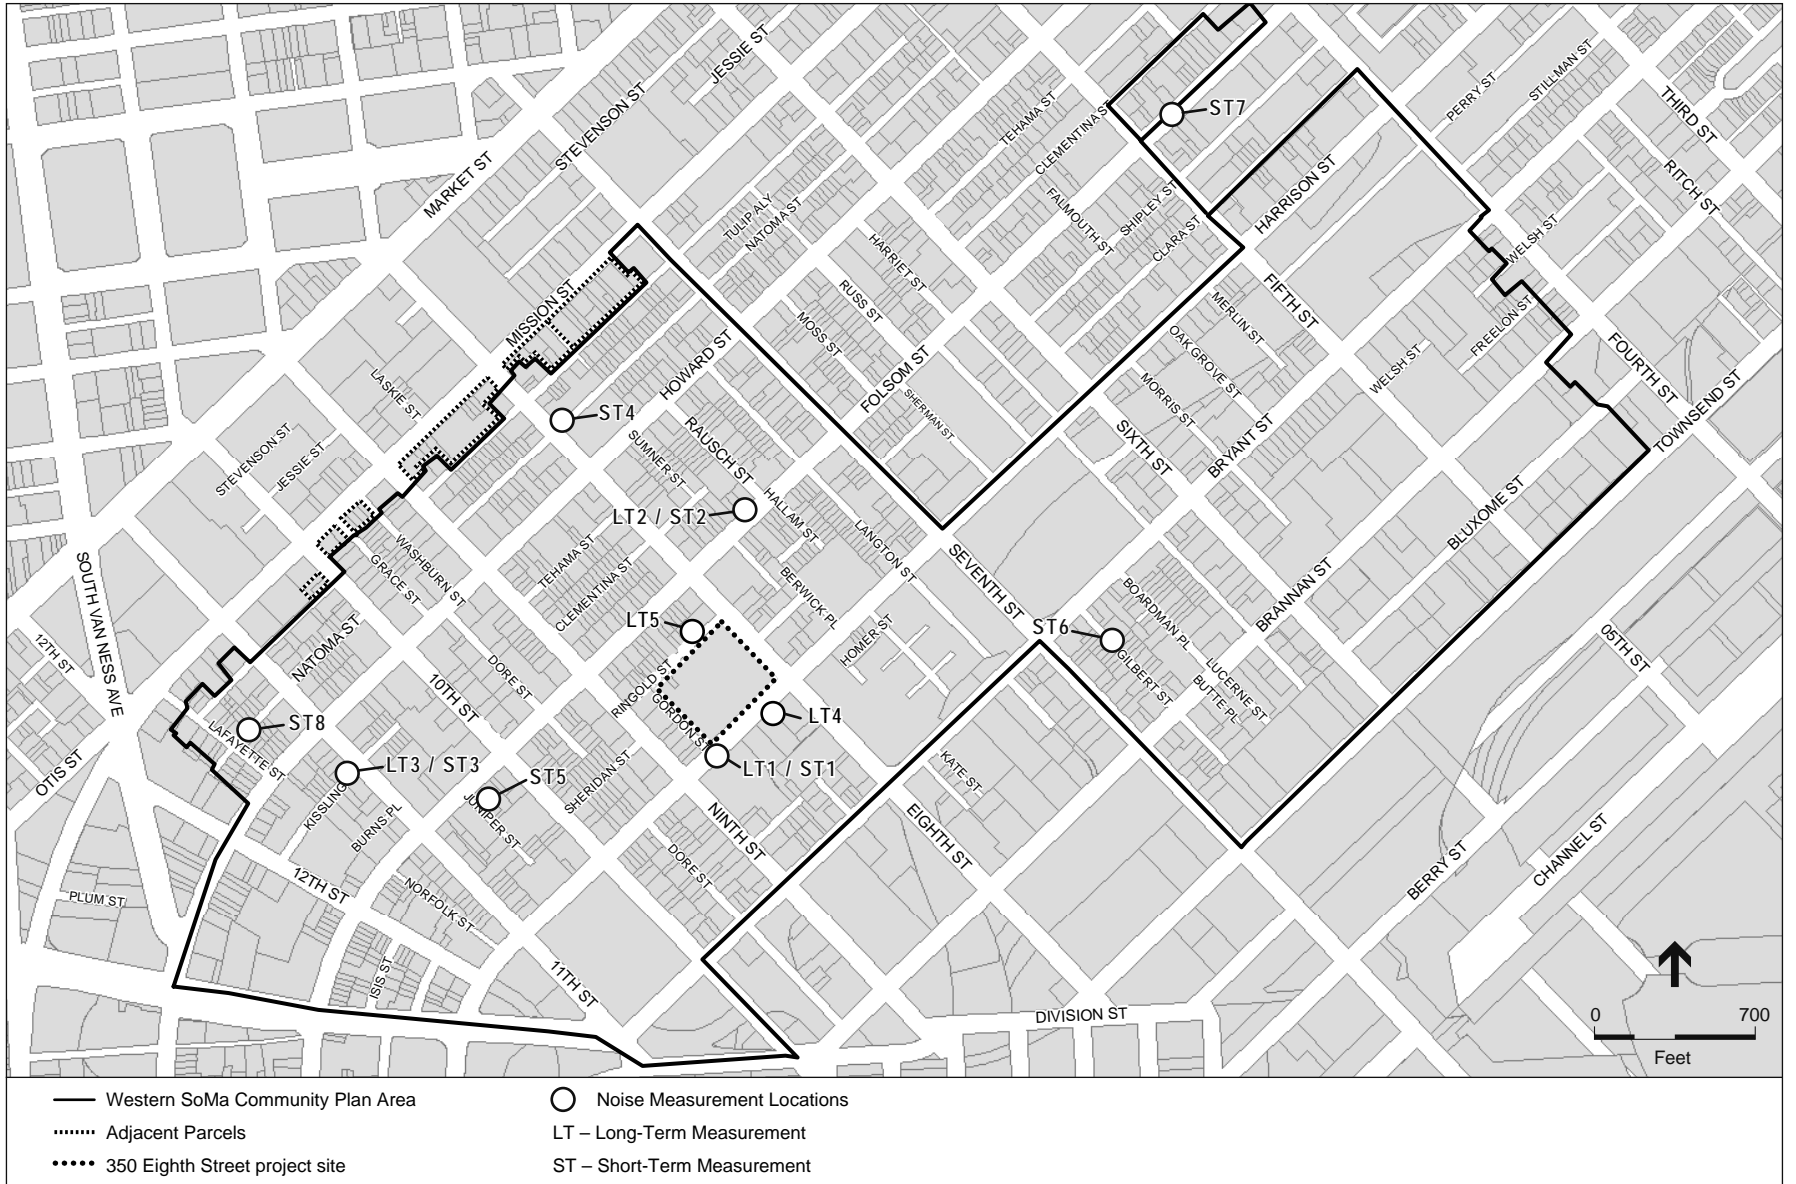 JESSIE ST
STEVENSON ST
MARKET ST
TEHAMA ST
CLEMENTINA ST
ST7
PERRY ST
STILLMAN ST
THIRD ST
RITCH ST
TULIP ALY
NATOMA ST
FALMOUTH ST
SHIPLEY ST
CLARA ST
HARRISON ST
WELSH ST
HARRIET ST
RUSS ST
MOSS ST
MISSION ST
HOWARD ST
FOLSOM ST
SHERMAN ST
FIFTH ST
MERLIN ST
OAK GROVE ST
MORRIS ST
WELSH ST
FREELON ST
FOURTH ST
TOWNSEND ST
LASKIE ST
STEVENSON ST
JESSIE ST
ST4
SUMNER ST
RAUSCH ST
LT2 / ST2
HALLAM ST
LANGTON ST
SIXTH ST
BRYANT ST
BLUXOME ST
SOUTH VAN NESS AVE
WASHBURN ST
GRACE ST
TEHAMA ST
CLEMENTINA ST
BERWICK PL
SEVENTH ST
BOARDMAN PL
BRANNAN ST
12TH ST
NATOMA ST
LT5
HOMER ST
ST6
GILBERT ST
LUCERNE ST
BUTTE PL
05TH ST
10TH ST
DORE ST
RINGOLD ST
GORDON ST
LT4
LT1 / ST1
OTIS ST
ST8
LAFAYETTE ST
LT3 / ST3
KISSLING
ST5
JUNIPER ST
SHERIDAN ST
BURNS PL
NINTH ST
EIGHTH ST
KATE ST
DORE ST
BERRY ST
CHANNEL ST
PLUM ST
12TH ST
NORFOLK ST
ISIS ST
11TH ST
DIVISION ST
0 700
Feet
Western SoMa Community Plan Area
Adjacent Parcels
350 Eighth Street project site
Noise Measurement Locations
LT – Long-Term Measurement
ST – Short-Term Measurement